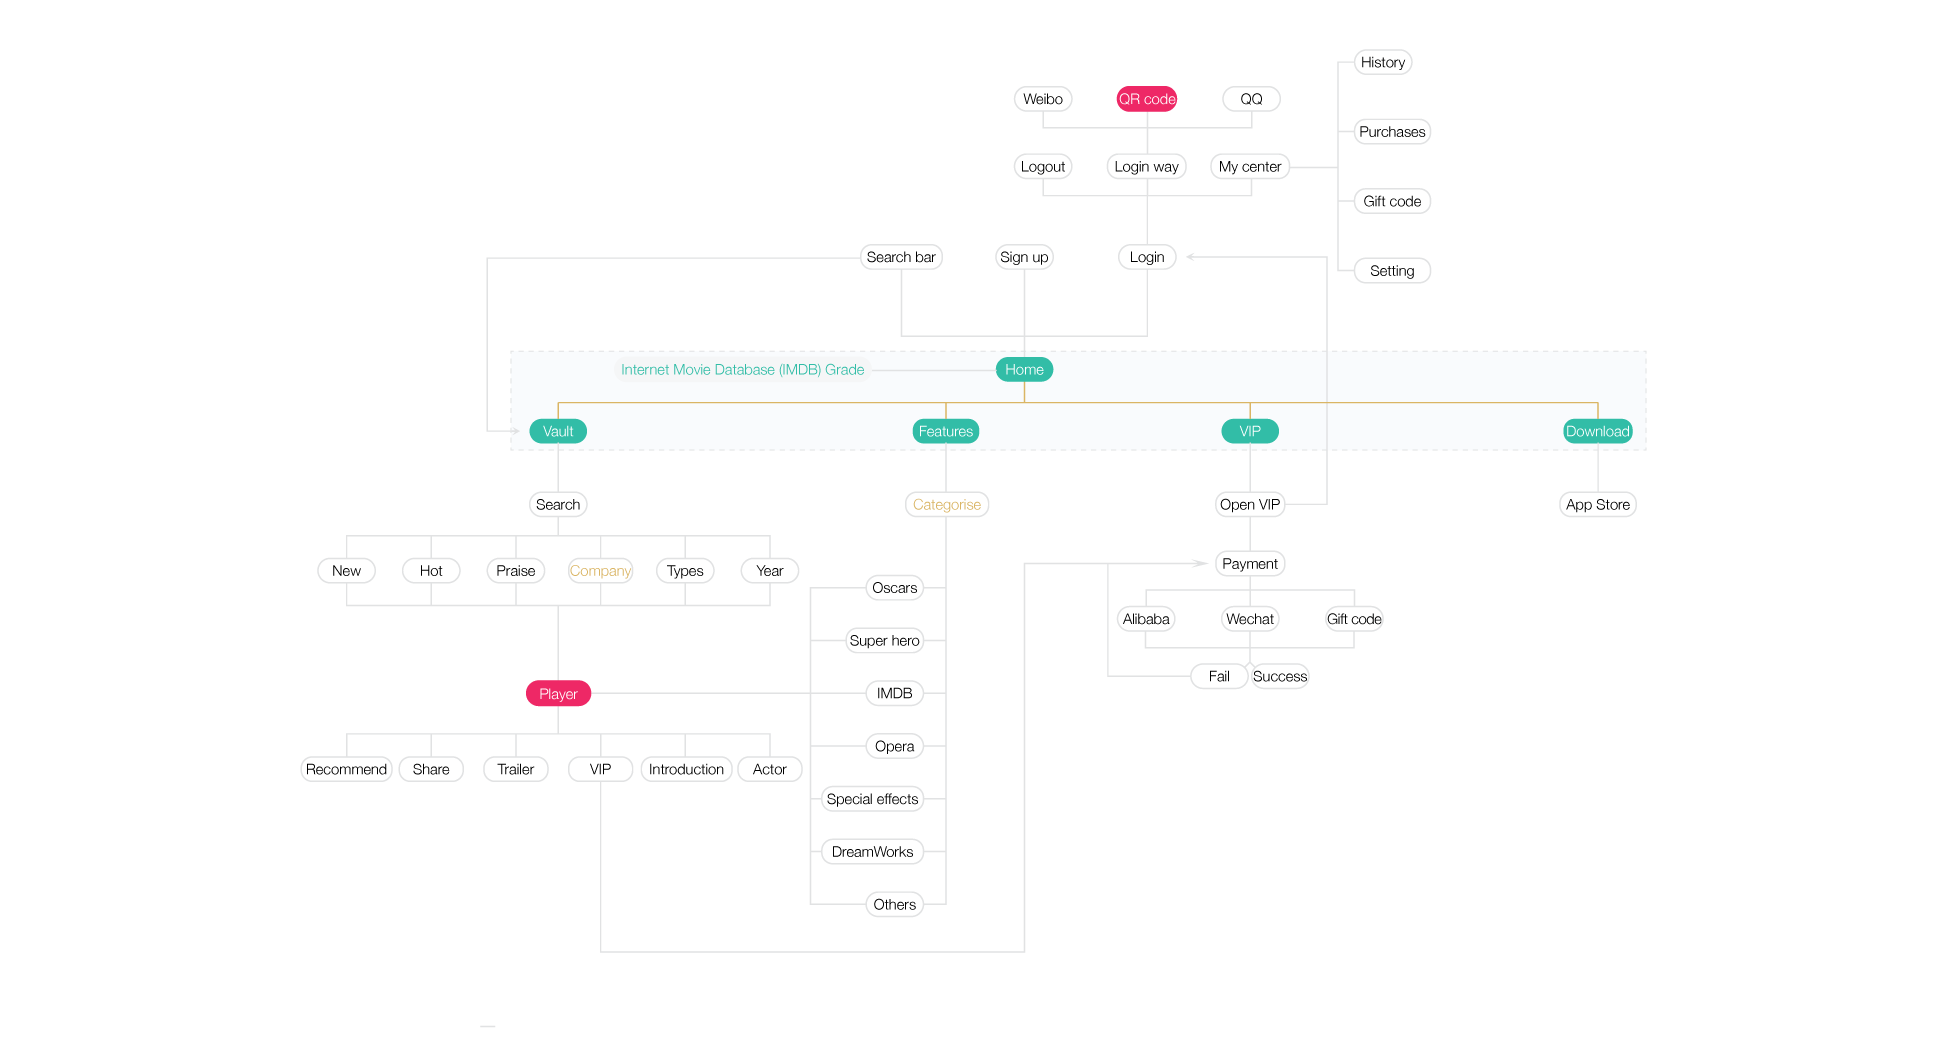 History
Weibo
QR code
QQ
Purchases
Logout
Login way
My center
Gift code
Search bar
Sign up
Login
Setting
Internet Movie Database (IMDB) Grade
Home
Vault
Features
VIP
Download
Search
Categorise
Open VIP
App Store
New
Hot
Praise
Company
Types
Year
Payment
Oscars
Alibaba
Wechat
Gift code
Super hero
Fail
Success
Player
IMDB
Opera
Recommend
Share
Trailer
VIP
Introduction
Actor
Special effects
DreamWorks
Others